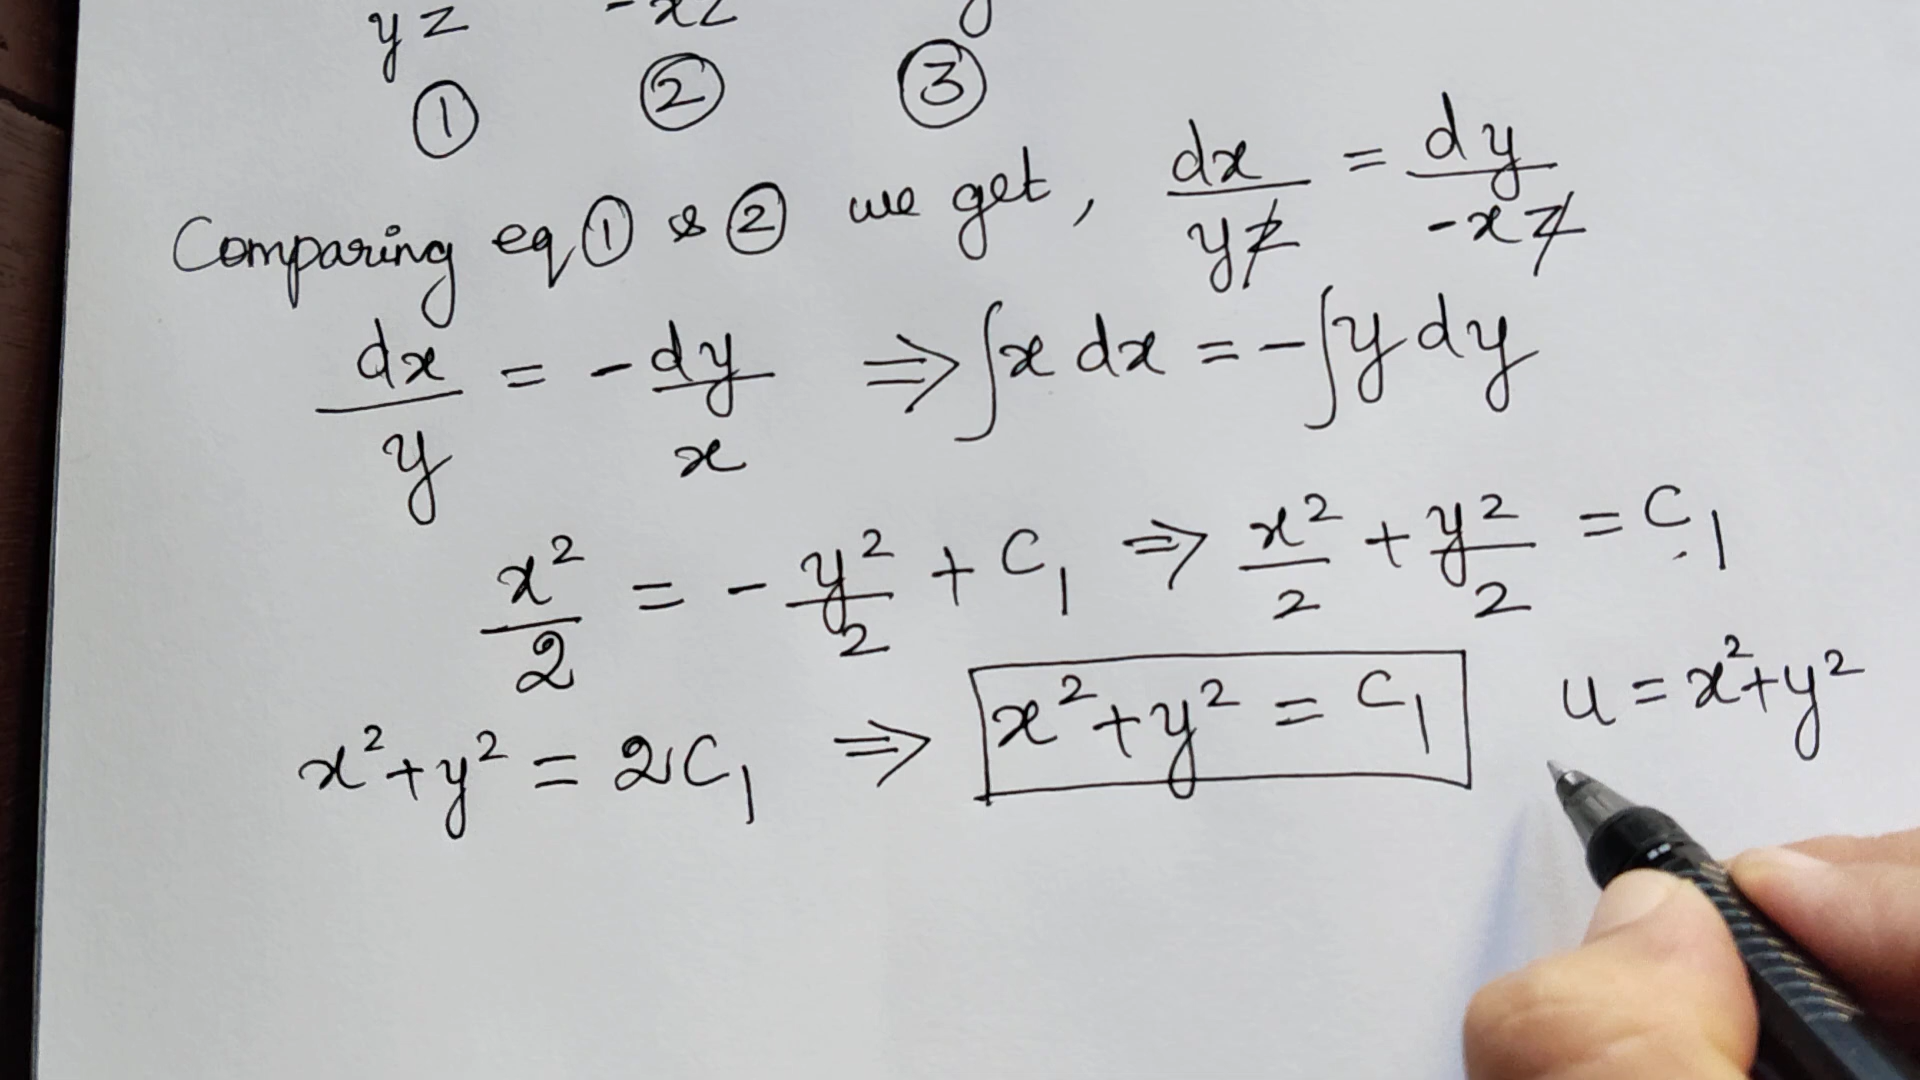 yz -xz y
① ② ③
Comparing eq ① & ② we get, dx/yz = dy/-xz
dx/y = -dy/x ⇒ ∫x dx = -∫y dy
x²/2 = -y²/2 + C₁ ⇒ x²/2 + y²/2 = C₁
x²+y² = 2C₁ ⇒ x²+y² = C₁ u = x²+y²